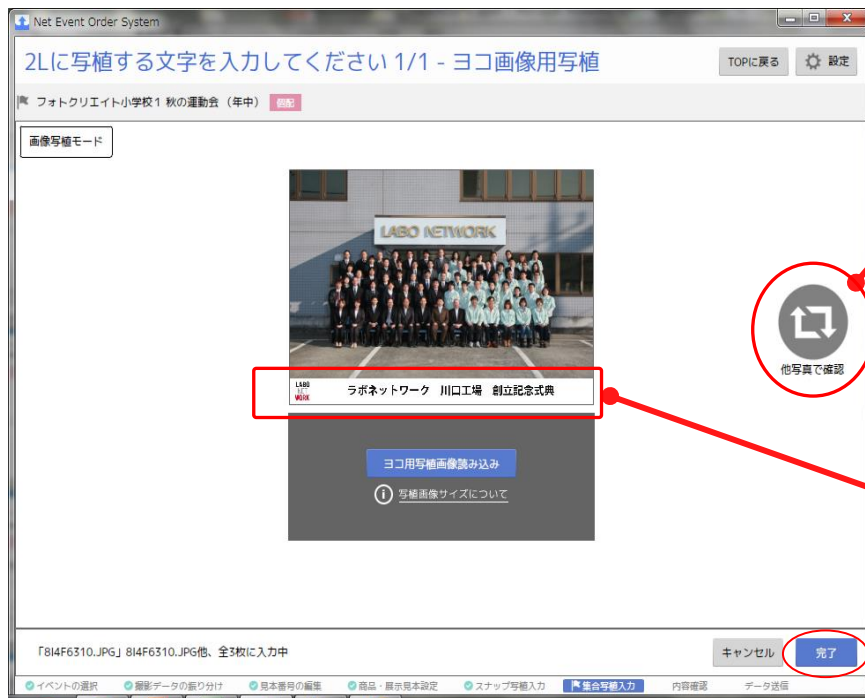 Net Event Order System
2Lに写植する文字を入力してください 1/1 - ヨコ画像用写植
TOPに戻る
設定
フォトクリエイト小学校1 秋の運動会 (年中) 個配
画像写植モード
LABO NETWORK
他写真で確認
LABO
NET
WORK
ラボネットワーク 川口工場 創立記念式典
ヨコ用写植画像読み込み
写植画像サイズについて
「8I4F6310.JPG」8I4F6310.JPG他、全3枚に入力中
キャンセル
完了
イベントの選択
撮影データの振り分け
見本番号の編集
商品・展示見本設定
スナップ写植入力
集合写植入力
内容確認
データ送信